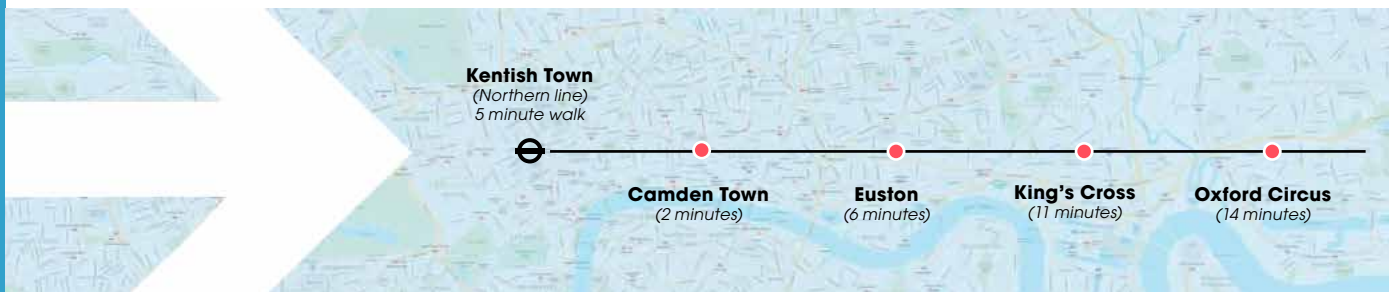 Kentish Town
(Northern line)
5 minute walk
Camden Town
(2 minutes)
Euston
(6 minutes)
King's Cross
(11 minutes)
Oxford Circus
(14 minutes)